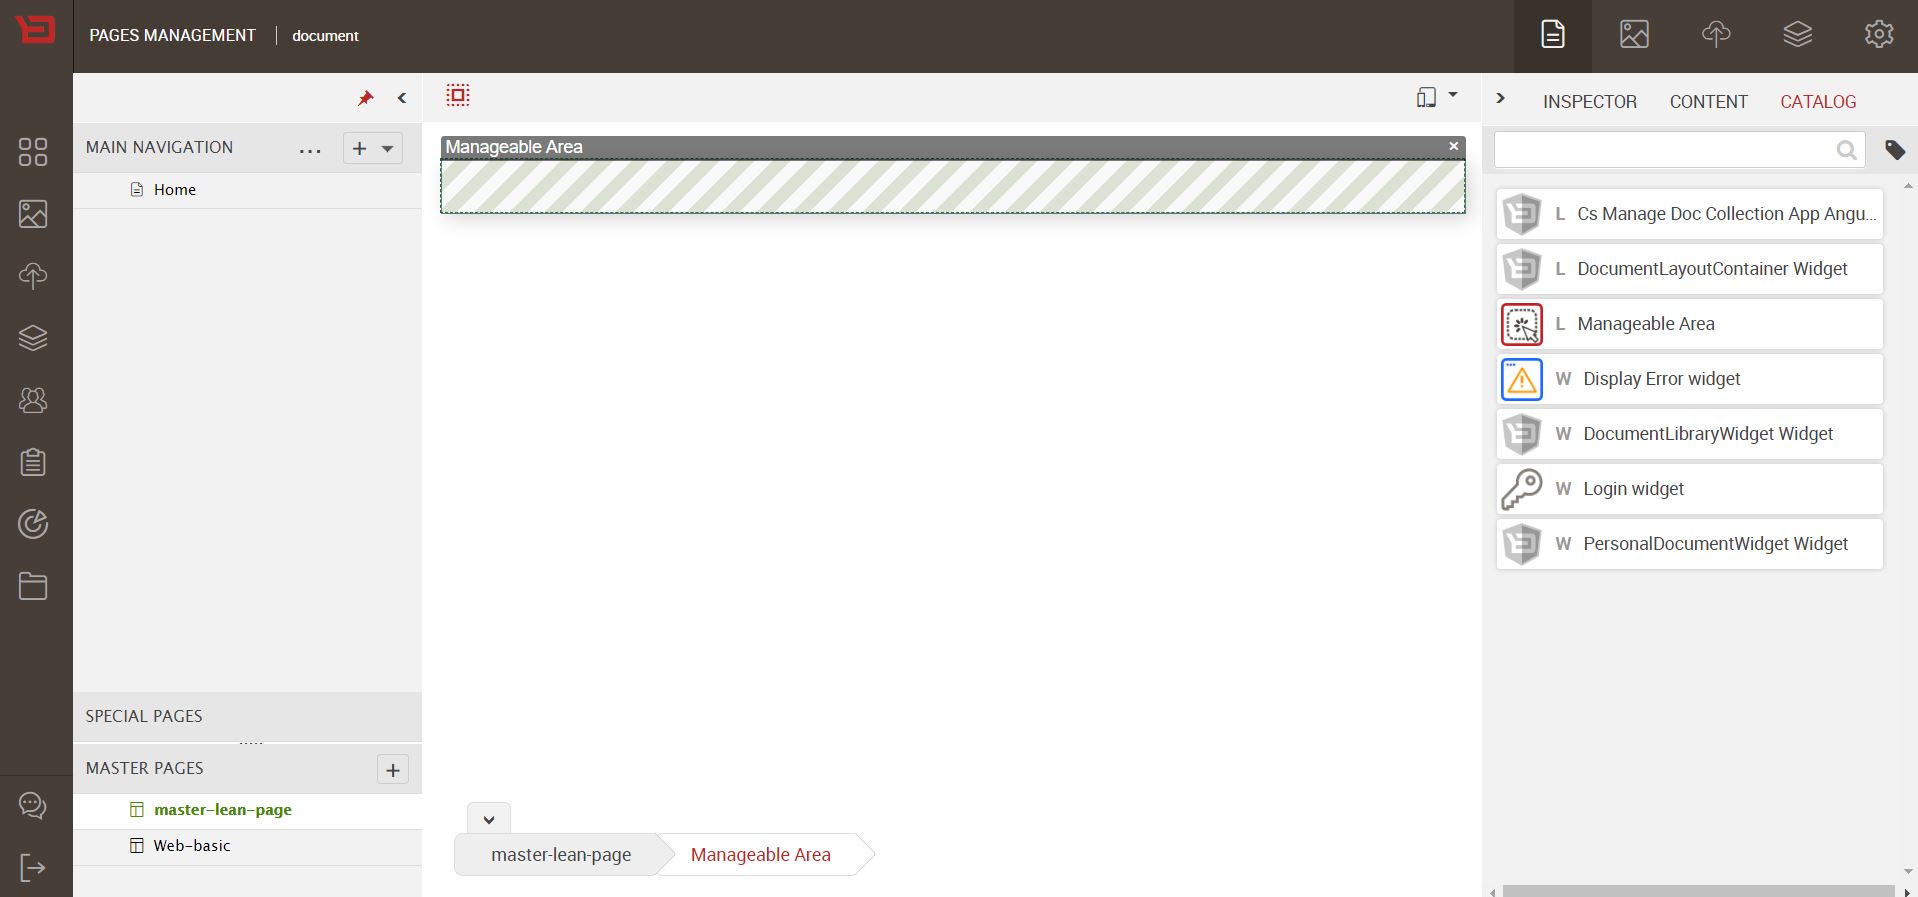 PAGES MANAGEMENT
document
INSPECTOR
CONTENT
CATALOG
MAIN NAVIGATION
Home
SPECIAL PAGES
MASTER PAGES
master-lean-page
Web-basic
Manageable Area
master-lean-page
Manageable Area
L Cs Manage Doc Collection App Angu...
L DocumentLayoutContainer Widget
L Manageable Area
W Display Error widget
W DocumentLibraryWidget Widget
W Login widget
W PersonalDocumentWidget Widget